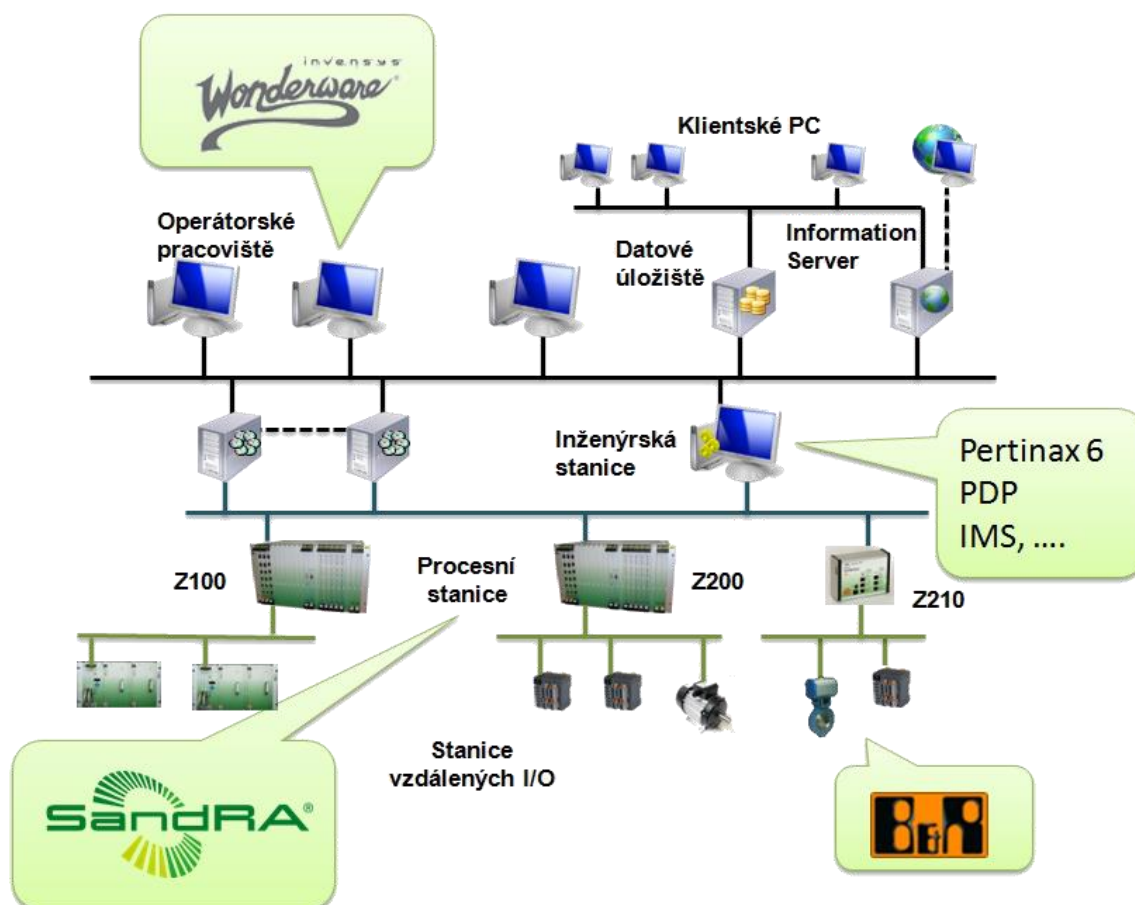 invensys
Wonderware
Klientské PC
Operátorské
pracoviště
Datové
úložiště
Information
Server
Inženýrská
stanice
Pertinax 6
PDP
IMS, ....
Z100
Procesní
stanice
Z200
Z210
Stanice
vzdálených I/O
SandRA®
B&R